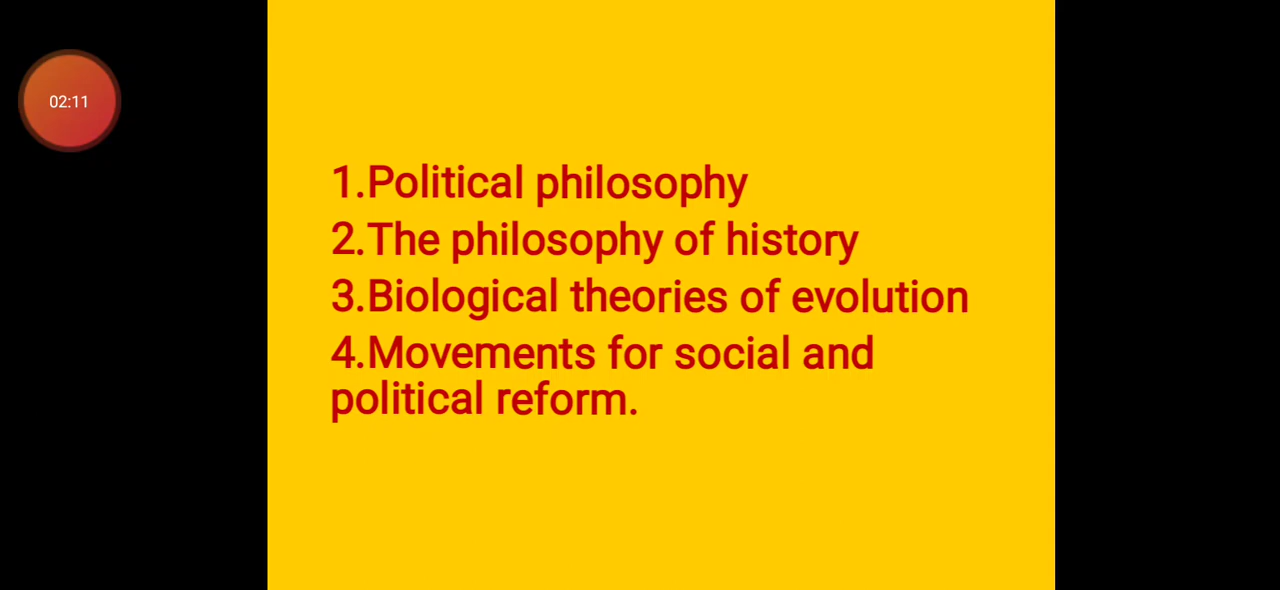 02:11
1.Political philosophy
2.The philosophy of history
3.Biological theories of evolution
4.Movements for social and
political reform.